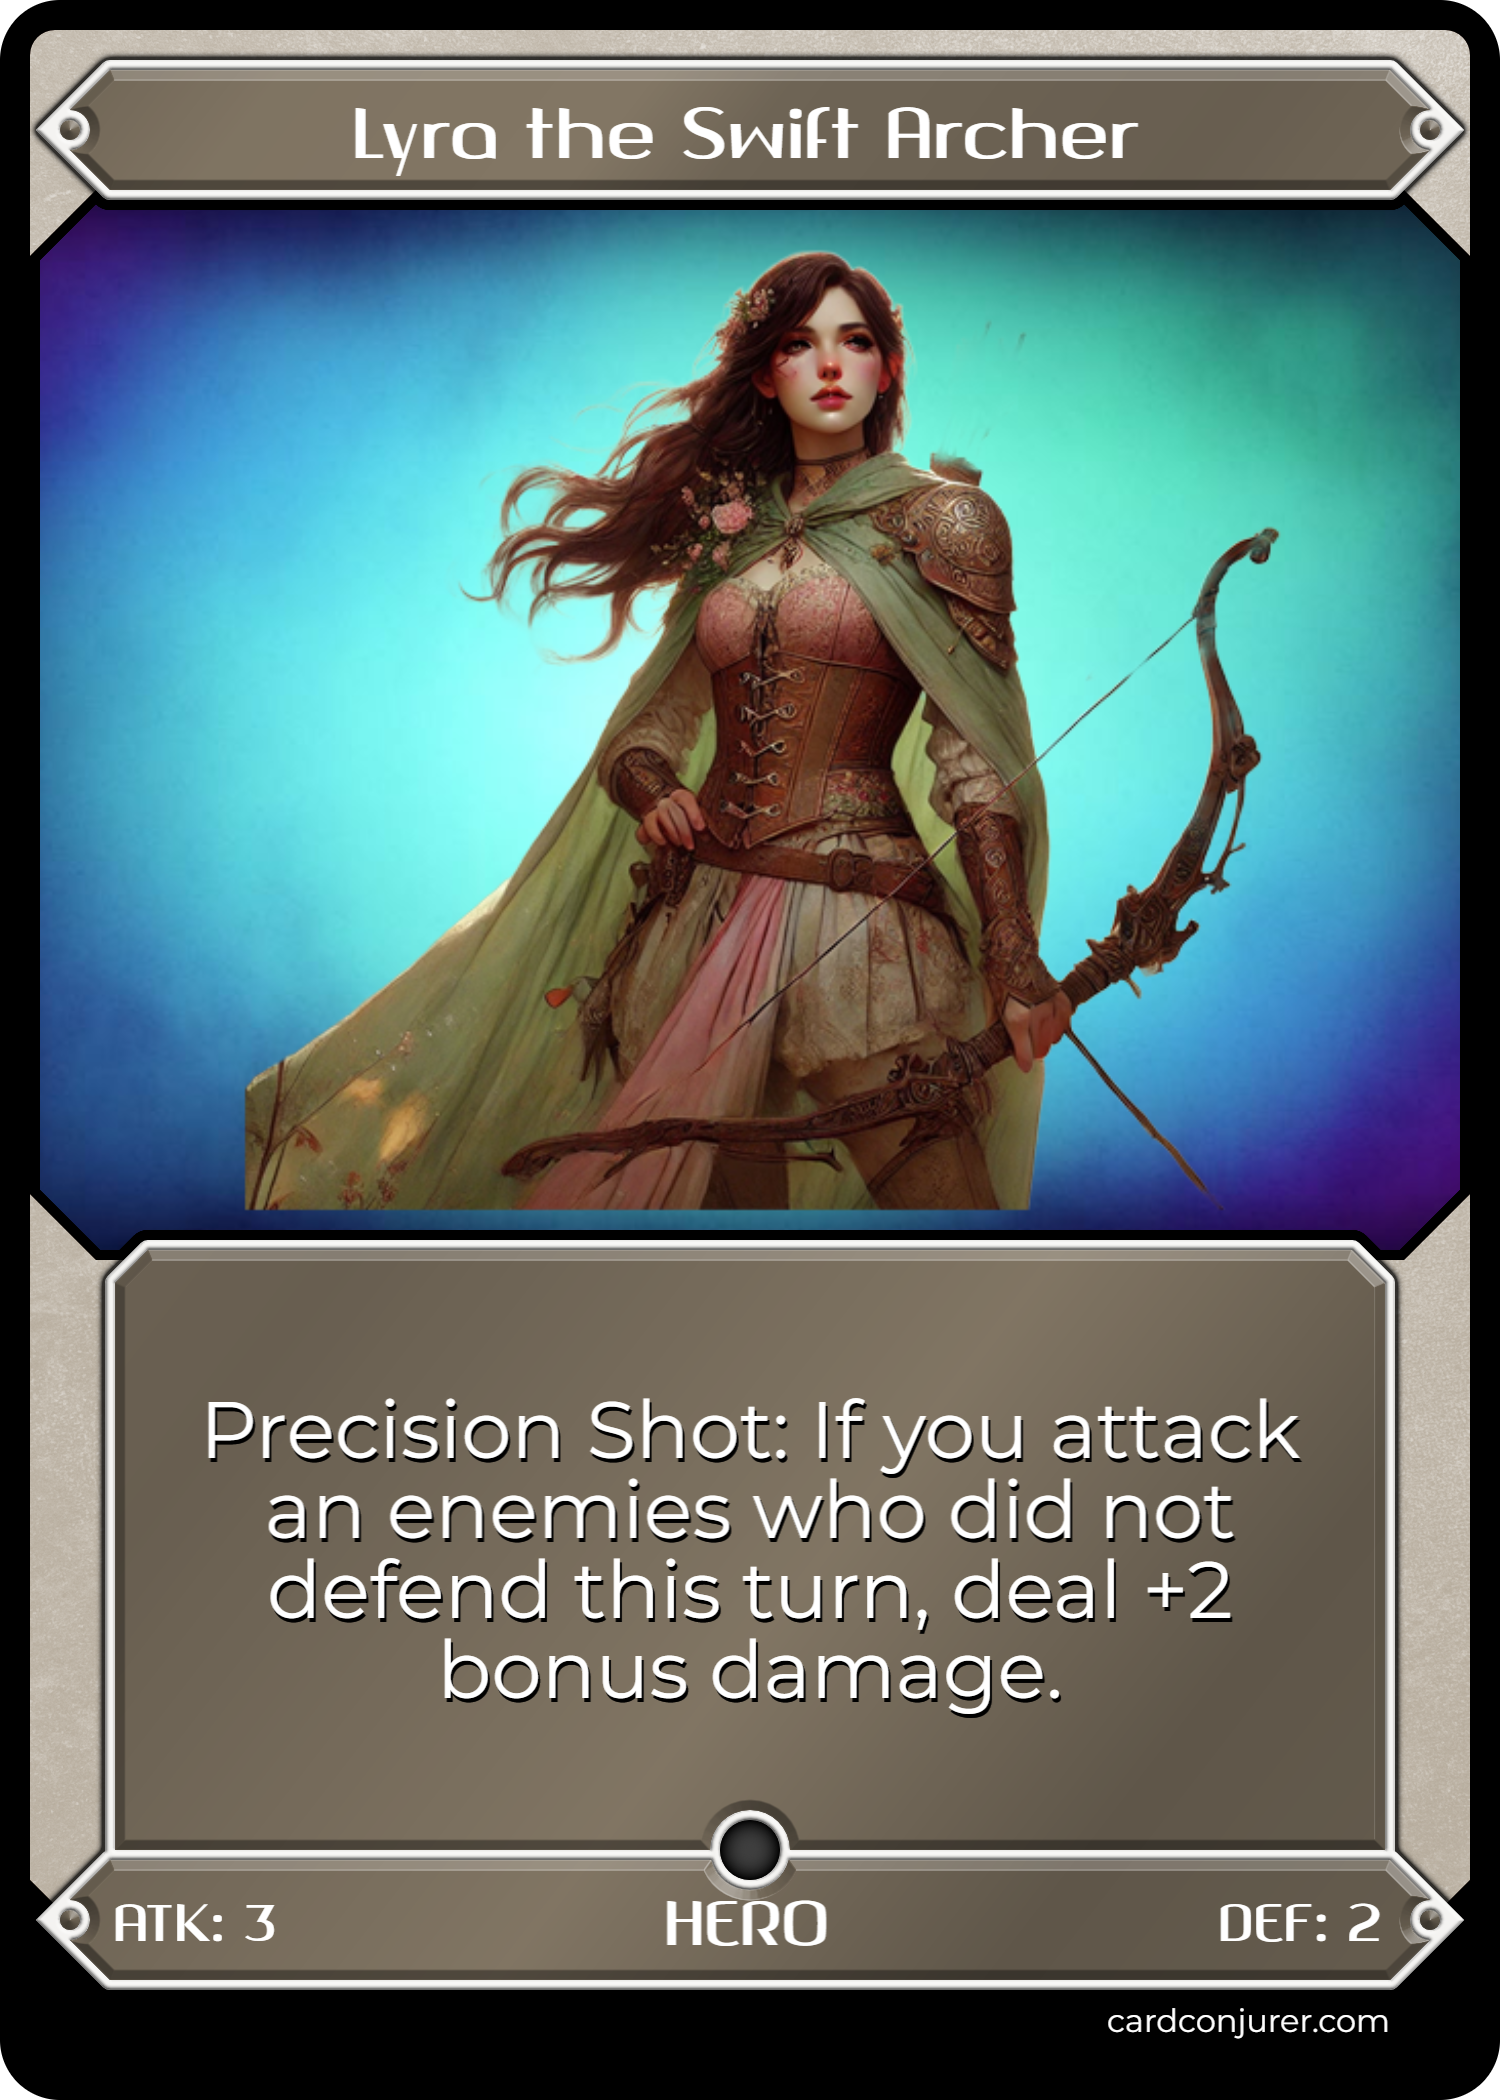 Lyra the Swift Archer
Precision Shot: If you attack
an enemies who did not
defend this turn, deal +2
bonus damage.
ATK: 3 HERO DEF: 2
cardconjurer.com